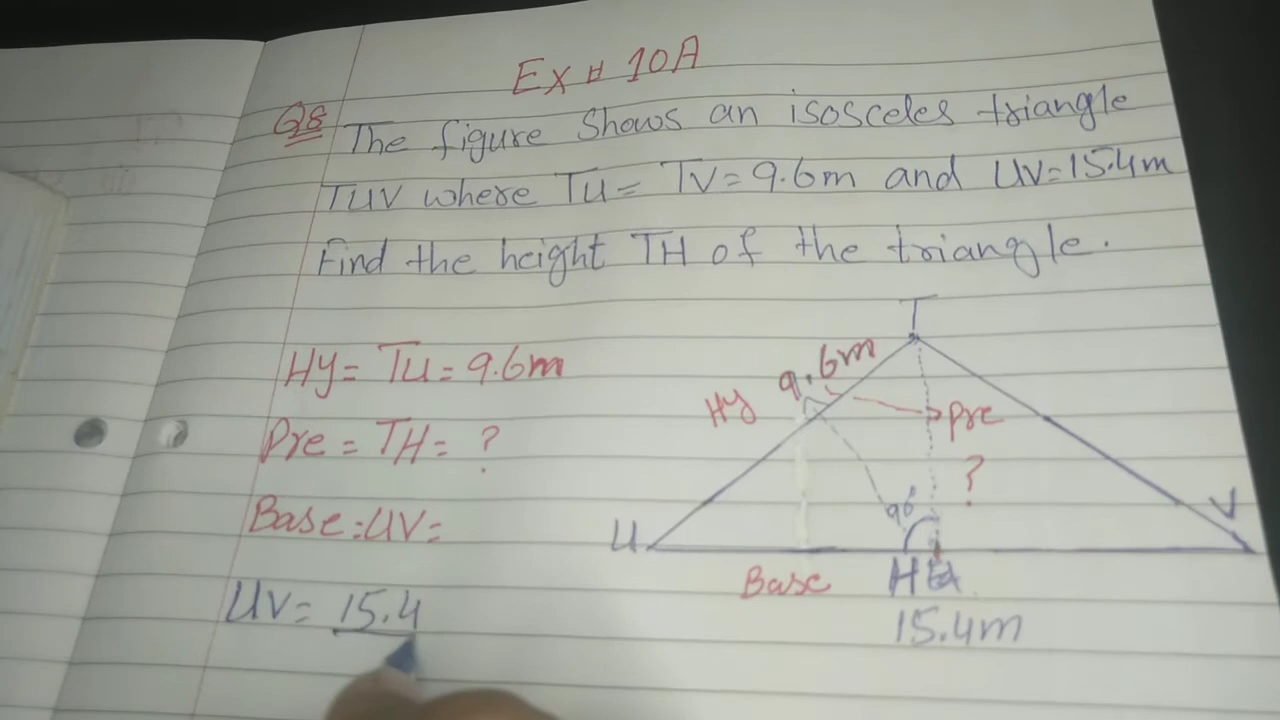 Ex # 10A
Q8 The figure shows an isosceles triangle
TUV where TU = TV = 9.6m and UV = 15.4m
Find the height TH of the triangle.
T
Hy = TU = 9.6m
Hy 9.6m
Pre
Pre = TH = ?
?
Base = UV =
90°
U
V
Base
H
UV = 15.4
15.4m